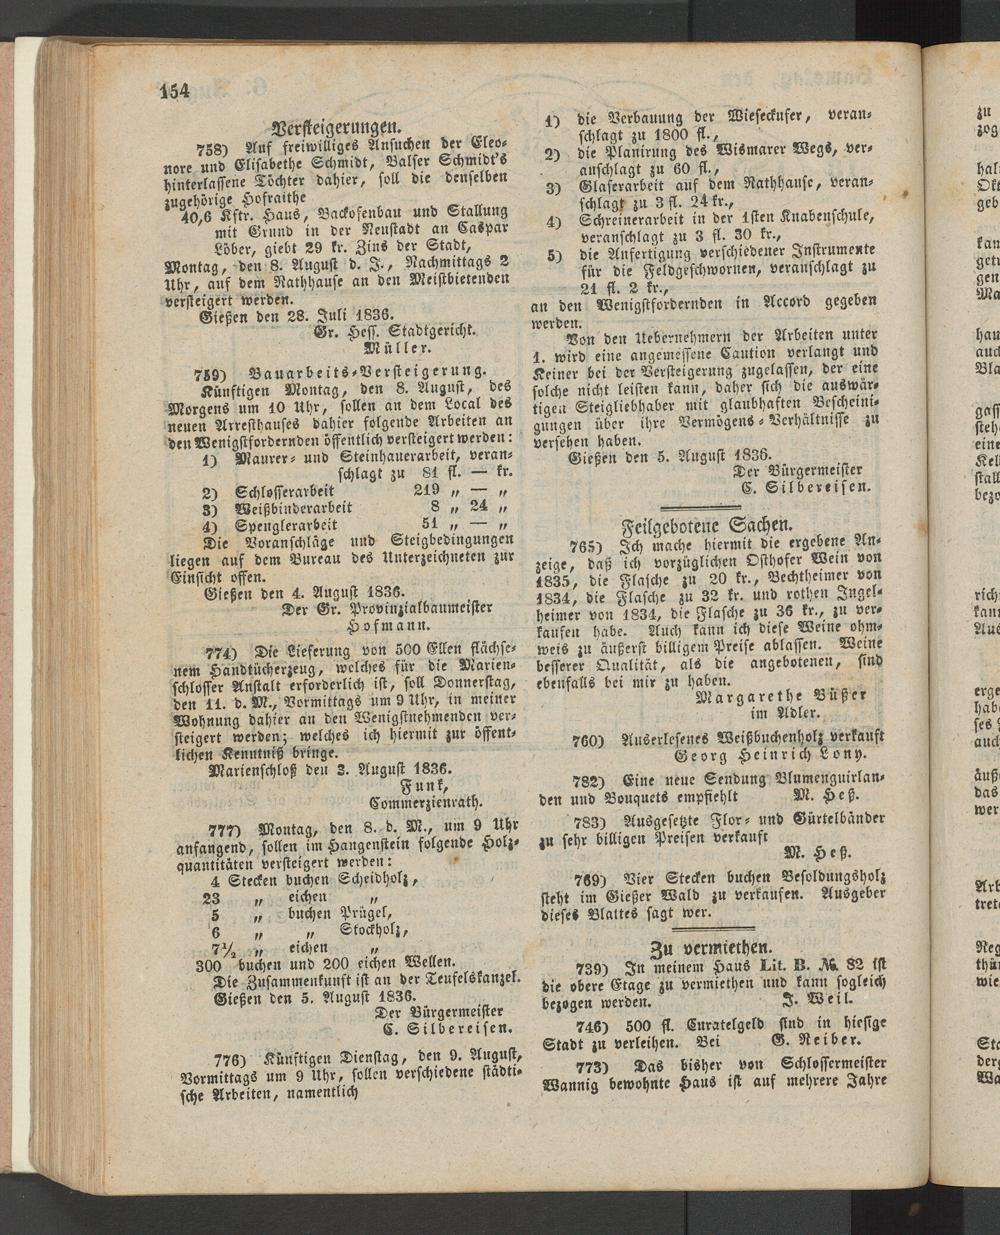 154
Versteigerungen.
758) Auf freiwilliges Ansuchen der Eleo-
nore und Elisabethe Schmidt, Balser Schmidt's
hinterlassene Töchter dahier, soll die denselben
zugehörige Hofraithe
40,6 Kftr. Haus, Backofenbau und Stallung
mit Grund in der Neustadt an Caspar
Löber, giebt 29 kr. Zins der Stadt,
Montag, den 8. August d. J., Nachmittags 2
Uhr, auf dem Rathhause an den Meistbietenden
versteigert werden.
Gießen den 28. Juli 1836.
Gr. Hess. Stadtgericht.
Müller.
759) Bauarbeits-Versteigerung.
Künftigen Montag, den 8. August, des
Morgens um 10 Uhr, sollen an dem Local des
neuen Arresthauses dahier folgende Arbeiten an
den Wenigstfordernden öffentlich versteigert werden:
1) Maurer- und Steinhauerarbeit, veran-
schlagt zu 81 fl. — kr.
2) Schlosserarbeit 219 „ — „
3) Weißbinderarbeit 8 „ 24 „
4) Spenglerarbeit 51 „ — „
Die Voranschläge und Steigbedingungen
liegen auf dem Bureau des Unterzeichneten zur
Einsicht offen.
Gießen den 4. August 1836.
Der Gr. Provinzialbaumeister
Hofmann.
774) Die Lieferung von 500 Ellen flächse-
nem Handtücherzeug, welches für die Marien-
schlosser Anstalt erforderlich ist, soll Donnerstag,
den 11. d. M., Vormittags um 9 Uhr, in meiner
Wohnung dahier an den Wenigstnehmenden ver-
steigert werden; welches ich hiermit zur öffent-
lichen Kenntniß bringe.
Marienschloß den 3. August 1836.
Funk,
Commerzienrath.
777) Montag, den 8. d. M., um 9 Uhr
anfangend, sollen im Hangenstein folgende Holz-
quantitäten versteigert werden:
4 Stecken buchen Scheidholz,
23 „ eichen „
5 „ buchen Prügel,
6 „ „ Stockholz,
7½ „ eichen „
300 buchen und 200 eichen Wellen.
Die Zusammenkunft ist an der Teufelskanzel.
Gießen den 5. August 1836.
Der Bürgermeister
C. Silbereisen.
776) Künftigen Dienstag, den 9. August,
Vormittags um 9 Uhr, sollen verschiedene städti-
sche Arbeiten, namentlich
1) die Verbauung der Wieseckufer, veran-
schlagt zu 1800 fl.,
2) die Planirung des Wismarer Wegs, ver-
anschlagt zu 60 fl.,
3) Glaserarbeit auf dem Rathhause, veran-
schlagt zu 3 fl. 24 kr.,
4) Schreinerarbeit in der 1sten Knabenschule,
veranschlagt zu 3 fl. 30 kr.,
5) die Anfertigung verschiedener Instrumente
für die Feldgeschwornen, veranschlagt zu
21 fl. 2 kr.,
an den Wenigstfordernden in Accord gegeben
werden.
Von den Uebernehmern der Arbeiten unter
1. wird eine angemessene Caution verlangt und
Keiner bei der Versteigerung zugelassen, der eine
solche nicht leisten kann, daher sich die auswär-
tigen Steigliebhaber mit glaubhaften Bescheini-
gungen über ihre Vermögens-Verhältnisse zu
versehen haben.
Gießen den 5. August 1836.
Der Bürgermeister
C. Silbereisen.
Feilgebotene Sachen.
765) Ich mache hiermit die ergebene An-
zeige, daß ich vorzüglichen Osthofer Wein von
1835, die Flasche zu 20 kr., Bechtheimer von
1834, die Flasche zu 32 kr. und rothen Ingel-
heimer von 1834, die Flasche zu 36 kr., zu ver-
kaufen habe. Auch kann ich diese Weine ohm-
weis zu äußerst billigem Preise ablassen. Weine
besserer Qualität, als die angebotenen, sind
ebenfalls bei mir zu haben.
Margarethe Büßer
im Adler.
760) Auserlesenes Weißbuchenholz verkauft
Georg Heinrich Lony.
782) Eine neue Sendung Blumenguirlan-
den und Bouquets empfiehlt M. Heß.
783) Ausgesetzte Flor- und Gürtelbänder
zu sehr billigen Preisen verkauft
M. Heß.
769) Vier Stecken buchen Besoldungsholz
steht im Gießer Wald zu verkaufen. Ausgeber
dieses Blattes sagt wer.
Zu vermiethen.
739) In meinem Haus Lit. B. №. 82 ist
die obere Etage zu vermiethen und kann sogleich
bezogen werden. J. Weil.
746) 500 fl. Curatelgeld sind in hiesige
Stadt zu verleihen. Bei G. Reiber.
773) Das bisher von Schlossermeister
Wannig bewohnte Haus ist auf mehrere Jahre